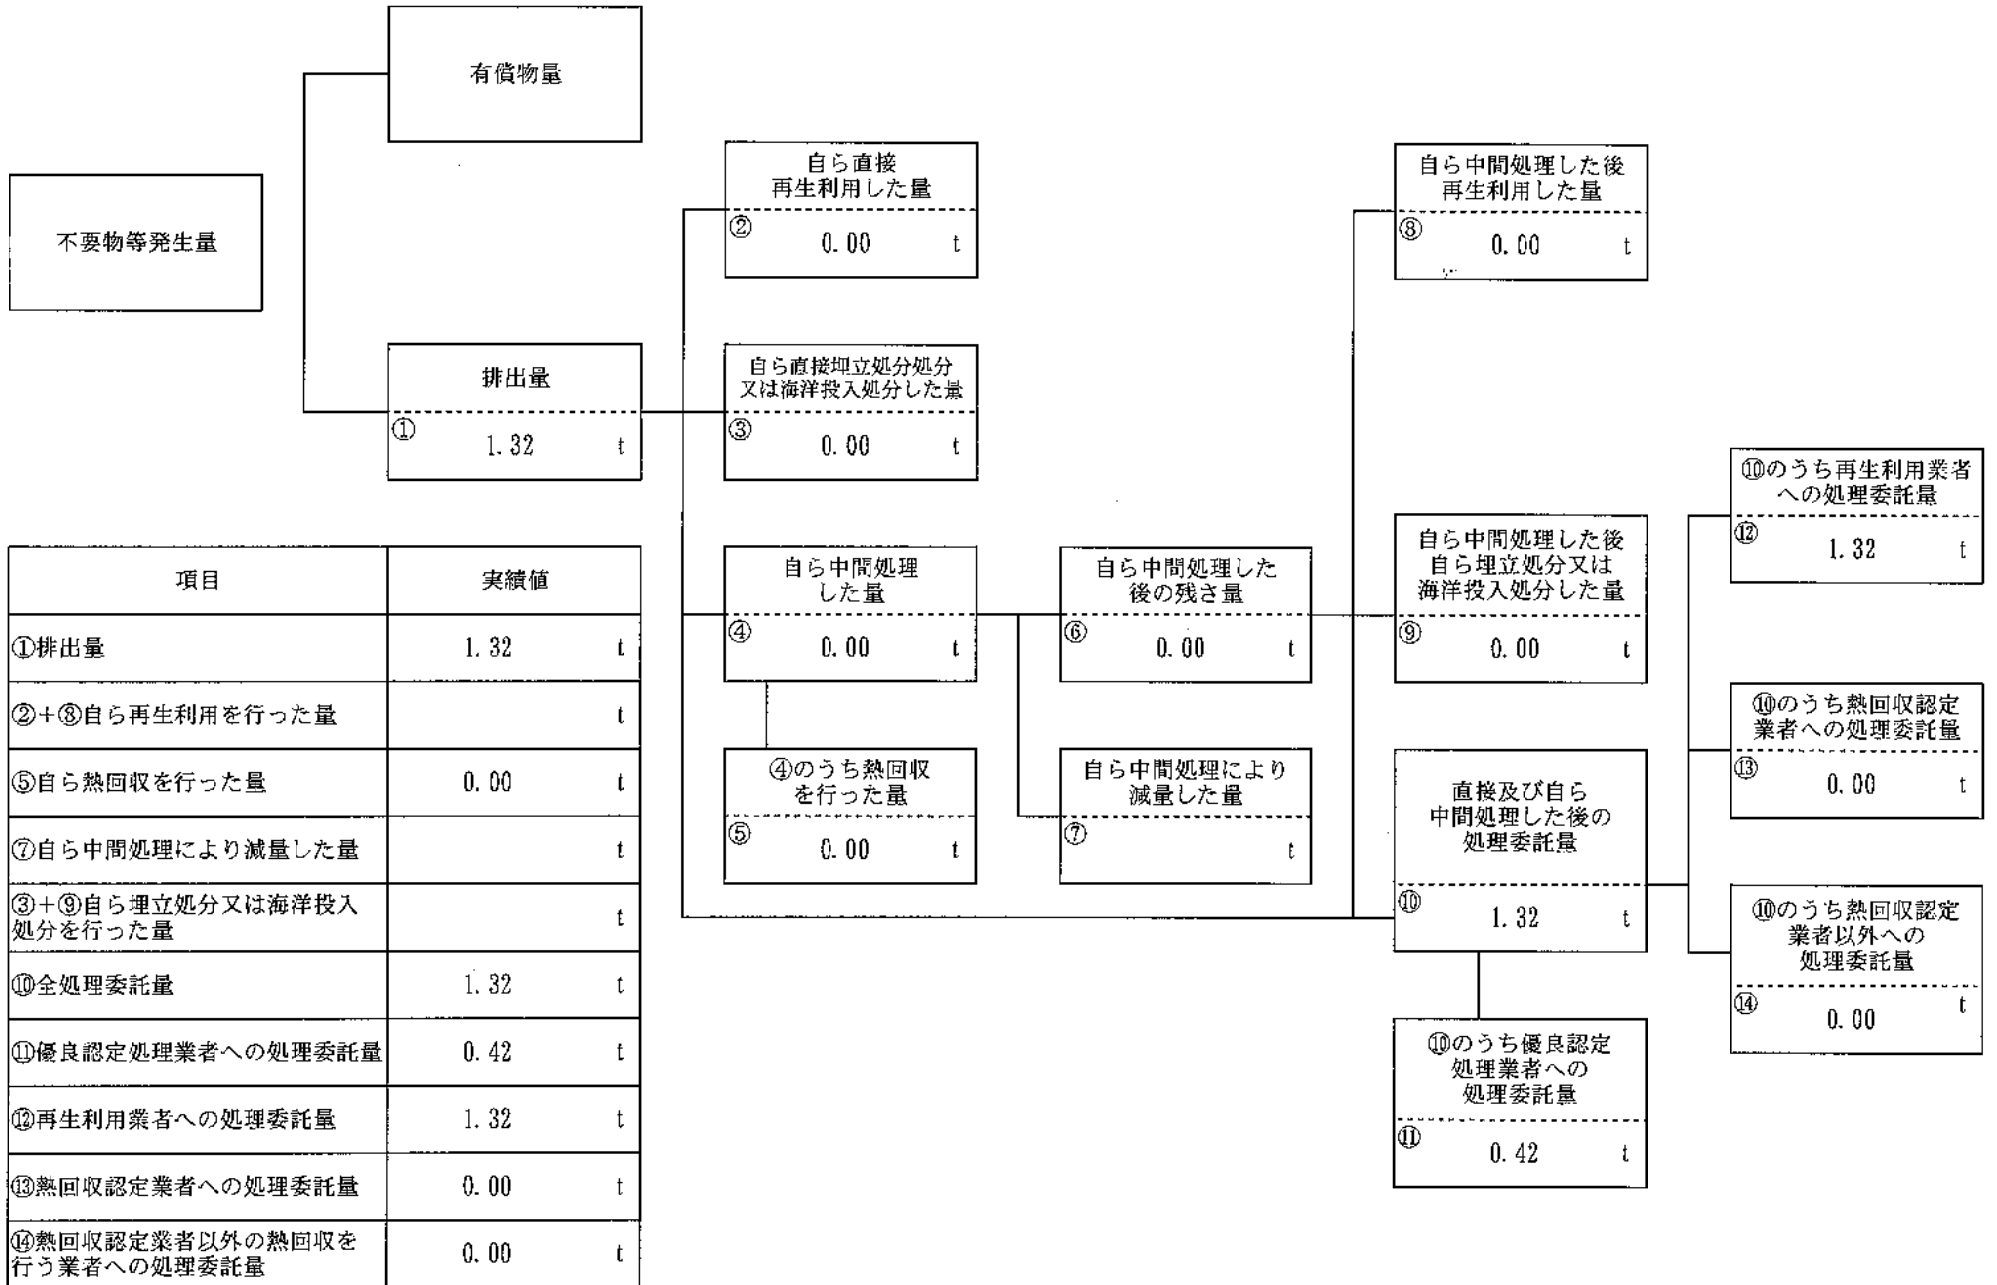 有償物量
不要物等発生量
排出量
① 1.32 t
自ら直接
再生利用した量
② 0.00 t
自ら直接埋立処分処分
又は海洋投入処分した量
③ 0.00 t
自ら中間処理
した量
④ 0.00 t
④のうち熱回収
を行った量
⑤ 0.00 t
自ら中間処理した
後の残さ量
⑥ 0.00 t
自ら中間処理により
減量した量
⑦ t
自ら中間処理した後
再生利用した量
⑧ 0.00 t
自ら中間処理した後
自ら埋立処分又は
海洋投入処分した量
⑨ 0.00 t
直接及び自ら
中間処理した後の
処理委託量
⑩ 1.32 t
⑩のうち優良認定
処理業者への
処理委託量
⑪ 0.42 t
⑩のうち再生利用業者
への処理委託量
⑫ 1.32 t
⑩のうち熱回収認定
業者への処理委託量
⑬ 0.00 t
⑩のうち熱回収認定
業者以外への
処理委託量
⑭ 0.00 t
項目 実績値
①排出量 1.32 t
②+⑧自ら再生利用を行った量 t
⑤自ら熱回収を行った量 0.00 t
⑦自ら中間処理により減量した量 t
③+⑨自ら埋立処分又は海洋投入
処分を行った量 t
⑩全処理委託量 1.32 t
⑪優良認定処理業者への処理委託量 0.42 t
⑫再生利用業者への処理委託量 1.32 t
⑬熱回収認定業者への処理委託量 0.00 t
⑭熱回収認定業者以外の熱回収を
行う業者への処理委託量 0.00 t